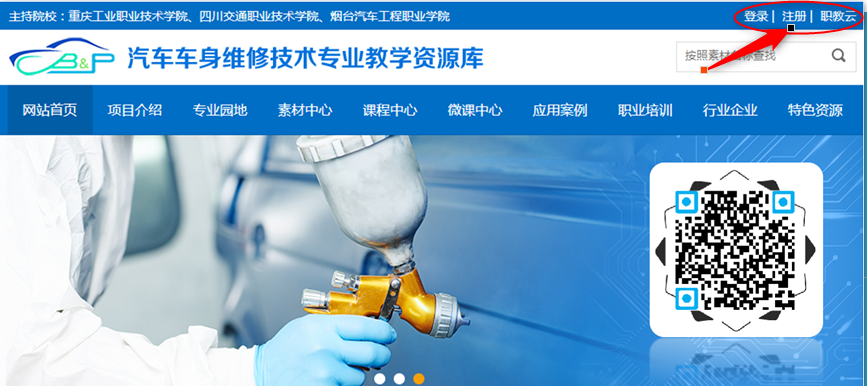 主持院校：重庆工业职业技术学院、四川交通职业技术学院、烟台汽车工程职业学院
登录 | 注册 | 职教云
CB&P 汽车车身维修技术专业教学资源库
按照素材名称查找
网站首页 项目介绍 专业园地 素材中心 课程中心 微课中心 应用案例 职业培训 行业企业 特色资源